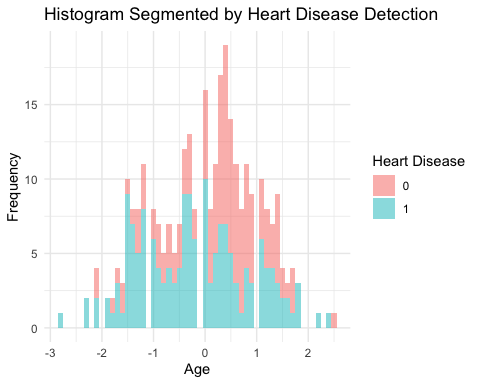 Histogram Segmented by Heart Disease Detection
15
10
5
0
Frequency
-3 -2 -1 0 1 2
Age
Heart Disease
0
1